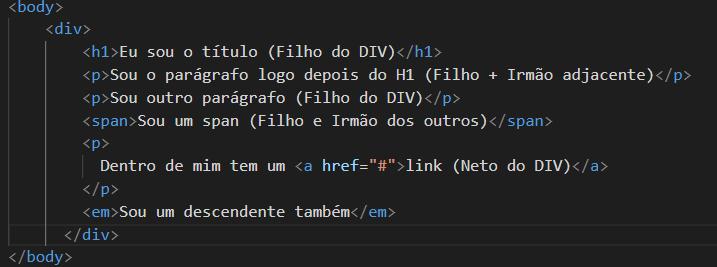 <body>
<div>
<h1>Eu sou o título (Filho do DIV)</h1>
<p>Sou o parágrafo logo depois do H1 (Filho + Irmão adjacente)</p>
<p>Sou outro parágrafo (Filho do DIV)</p>
<span>Sou um span (Filho e Irmão dos outros)</span>
<p>
Dentro de mim tem um <a href="#">link (Neto do DIV)</a>
</p>
<em>Sou um descendente também</em>
</div>
</body>